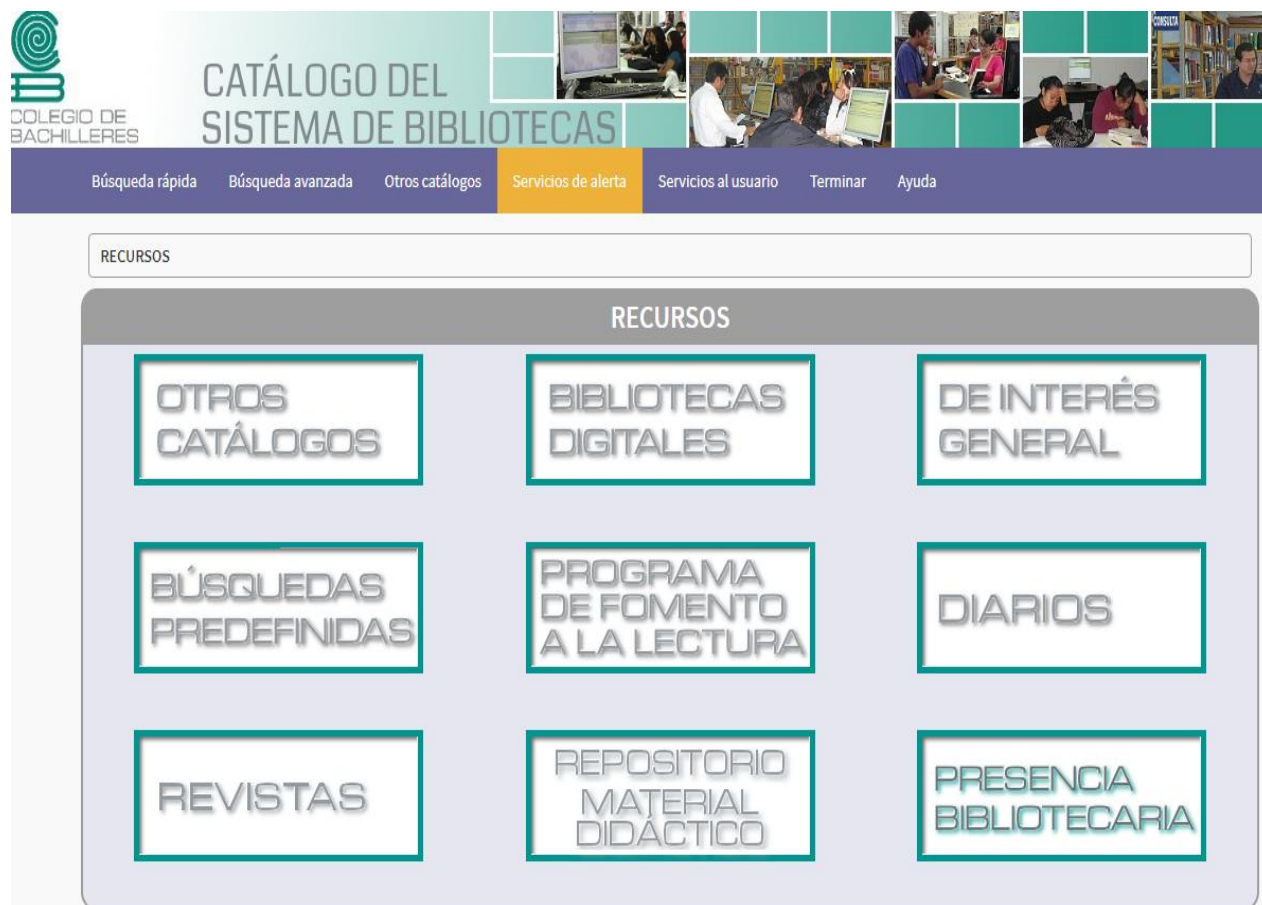 COLEGIO DE
BACHILLERES
CATÁLOGO DEL
SISTEMA DE BIBLIOTECAS
CONSULTA
Búsqueda rápida Búsqueda avanzada Otros catálogos Servicios de alerta Servicios al usuario Terminar Ayuda
RECURSOS
RECURSOS
OTROS
CATÁLOGOS
BIBLIOTECAS
DIGITALES
DE INTERÉS
GENERAL
BÚSQUEDAS
PREDEFINIDAS
PROGRAMA
DE FOMENTO
A LA LECTURA
DIARIOS
REVISTAS
REPOSITORIO
MATERIAL
DIDÁCTICO
PRESENCIA
BIBLIOTECARIA